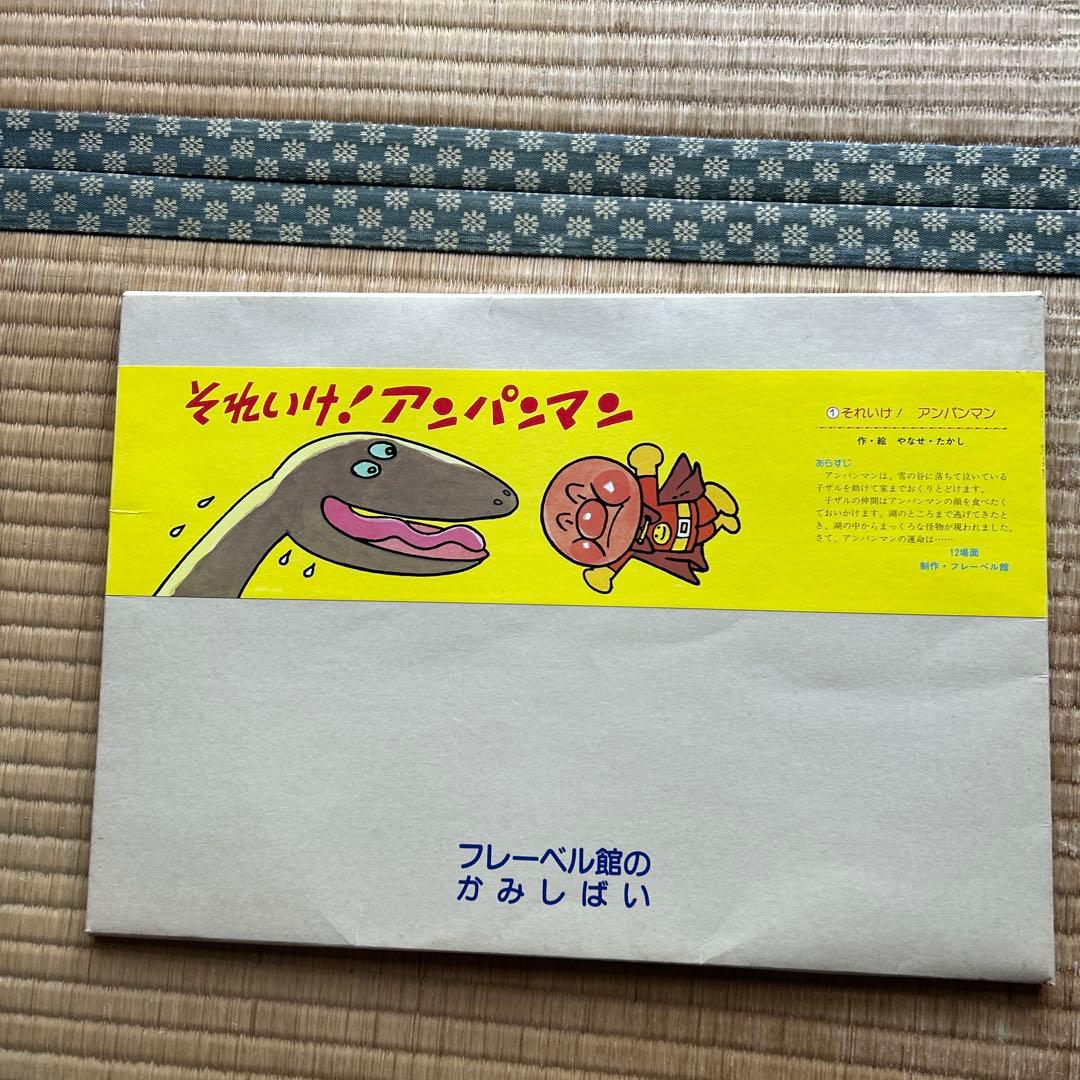 それいけ！アンパンマン
①それいけ！　アンパンマン
作・絵　やなせ・たかし
あらすじ
アンパンマンは、雪の谷に落ちて泣いている
子ザルを助けて家までおくりとどけます。
子ザルの仲間はアンパンマンの顔を食べたく
ておいかけます。湖のところまで逃げてきたと
き、湖の中からまっくろな怪物が現われました。
さて、アンパンマンの運命は……
12場面
制作・フレーベル館
フレーベル館の
かみしばい